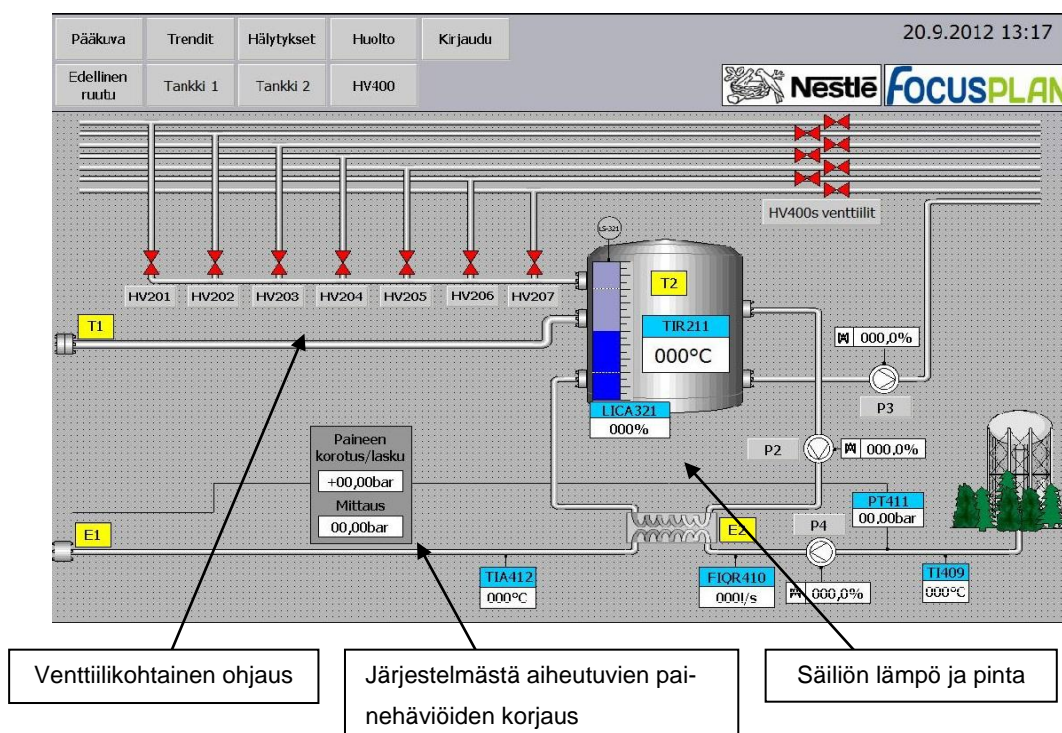 Pääkuva Trendit Hälytykset Huolto Kirjaudu 20.9.2012 13:17
Edellinen
ruutu Tankki 1 Tankki 2 HV400
Nestlē FOCUSPLAN
HV400s venttiilit
LS-321
HV201 HV202 HV203 HV204 HV205 HV206 HV207
T2
T1
TIR211
000°C
000,0%
P3
LICA321
000%
Paineen
korotus/lasku
+00,00bar
Mittaus
00,00bar
P2
000,0%
PT411
00,00bar
E1
E2
P4
TIA412
000°C
FIQR410
000l/s
000,0%
TI409
000°C
Venttiilikohtainen ohjaus
Järjestelmästä aiheutuvien pai-
nehäviöiden korjaus
Säiliön lämpö ja pinta